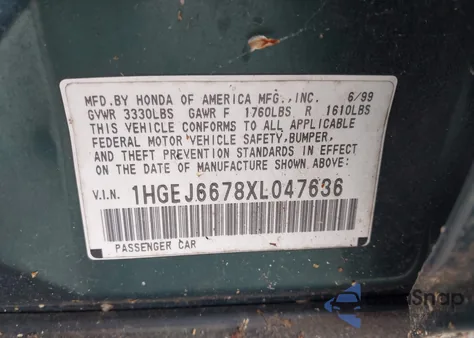 MFD.BY HONDA OF AMERICA MFG.,INC. 6/99
GVWR 3330LBS GAWR F 1760LBS R 1610LBS
THIS VEHICLE CONFORMS TO ALL APPLICABLE
FEDERAL MOTOR VEHICLE SAFETY,BUMPER,
AND THEFT PREVENTION STANDARDS IN EFFECT
ON THE DATE OF MANUFACTURE SHOWN ABOVE.
V.I.N. 1HGEJ6678XL047636
PASSENGER CAR
Snap